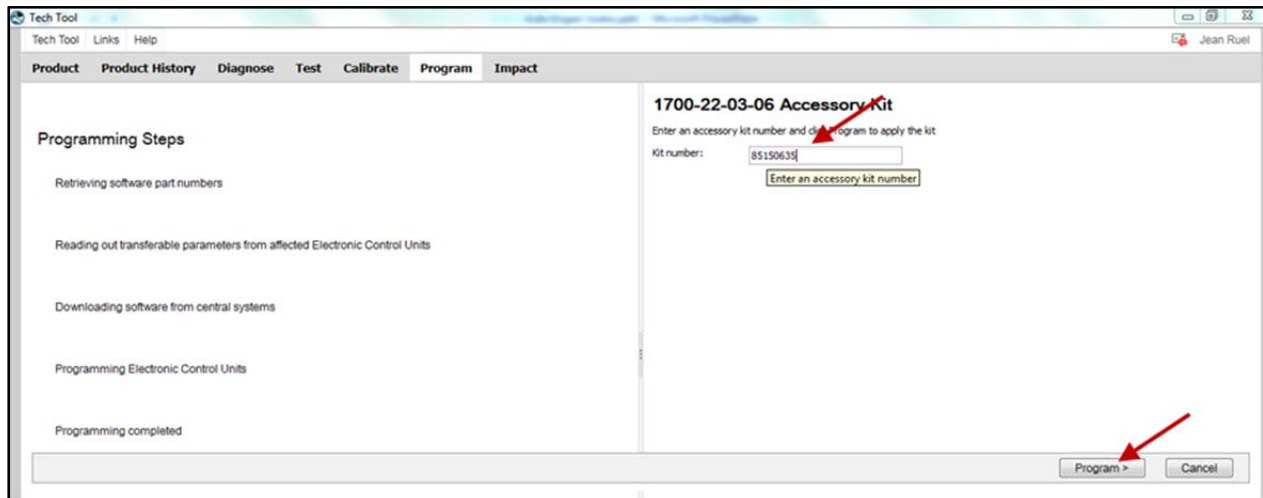 Tech Tool
Tech Tool Links Help
Jean Ruel
Product Product History Diagnose Test Calibrate Program Impact
Programming Steps
Retrieving software part numbers
Reading out transferable parameters from affected Electronic Control Units
Downloading software from central systems
Programming Electronic Control Units
Programming completed
1700-22-03-06 Accessory Kit
Enter an accessory kit number and click Program to apply the kit
Kit number: 85150635
Enter an accessory kit number
Program > Cancel